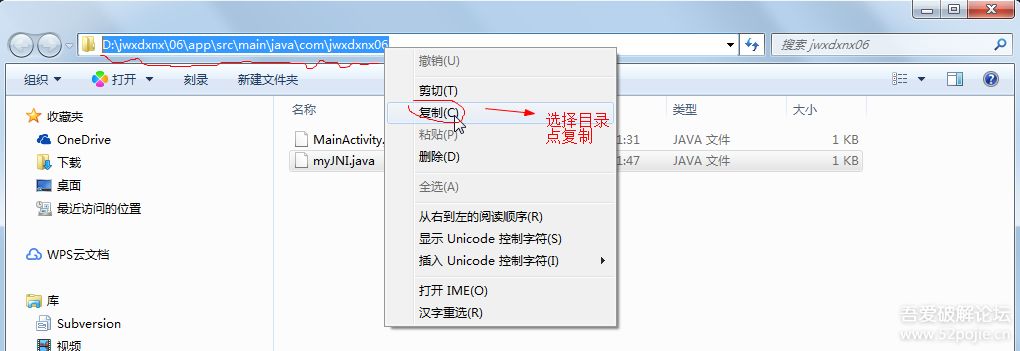 D:\jwxdxnx\06\app\src\main\java\com\jwxdxnx06
搜索 jwxdxnx06
组织 打开 刻录 新建文件夹
名称 类型 大小
收藏夹
OneDrive
下载
桌面
最近访问的位置
WPS云文档
库
Subversion
视频
MainActivity. 1:31 JAVA 文件 1 KB
myJNI.java 1:47 JAVA 文件 1 KB
撤销(U)
剪切(T)
复制(C)
粘贴(P)
删除(D)
全选(A)
从右到左的阅读顺序(R)
显示 Unicode 控制字符(S)
插入 Unicode 控制字符(I)
打开 IME(O)
汉字重选(R)
选择目录
点复制
吾爱破解论坛
www.52pojie.cn